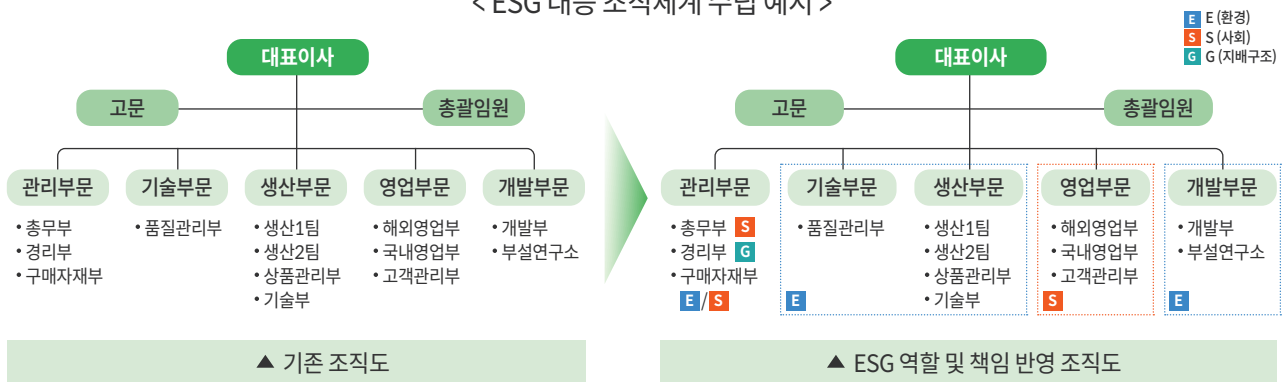 < ESG 대응 조직체계 수립 예시 >
E E (환경)
S S (사회)
G G (지배구조)
대표이사
고문
총괄임원
관리부문
• 총무부
• 경리부
• 구매자재부
기술부문
• 품질관리부
생산부문
• 생산1팀
• 생산2팀
• 상품관리부
• 기술부
영업부문
• 해외영업부
• 국내영업부
• 고객관리부
개발부문
• 개발부
• 부설연구소
▲ 기존 조직도
대표이사
고문
총괄임원
관리부문
• 총무부 S
• 경리부 G
• 구매자재부
E / S
기술부문
• 품질관리부
E
생산부문
• 생산1팀
• 생산2팀
• 상품관리부
• 기술부
영업부문
• 해외영업부
• 국내영업부
• 고객관리부
S
개발부문
• 개발부
• 부설연구소
E
▲ ESG 역할 및 책임 반영 조직도